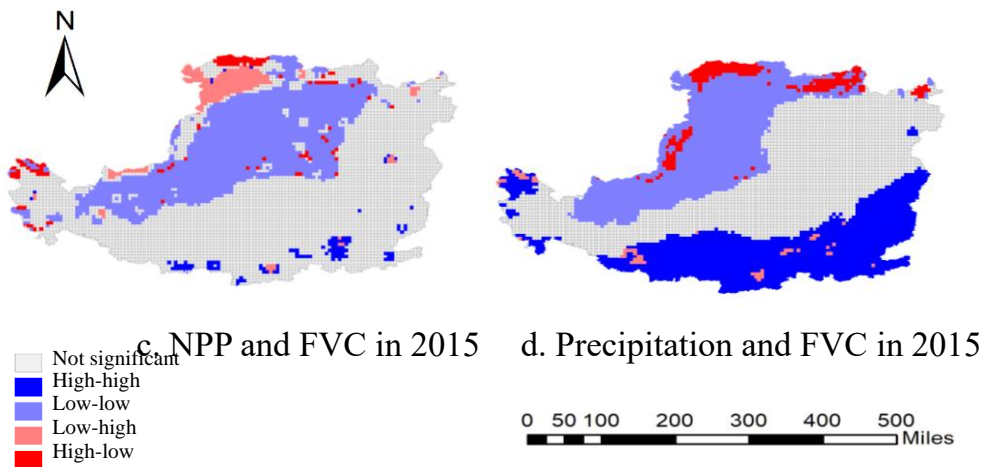 N
c. NPP and FVC in 2015
d. Precipitation and FVC in 2015
Not significant
High-high
Low-low
Low-high
High-low
0 50 100 200 300 400 500
Miles